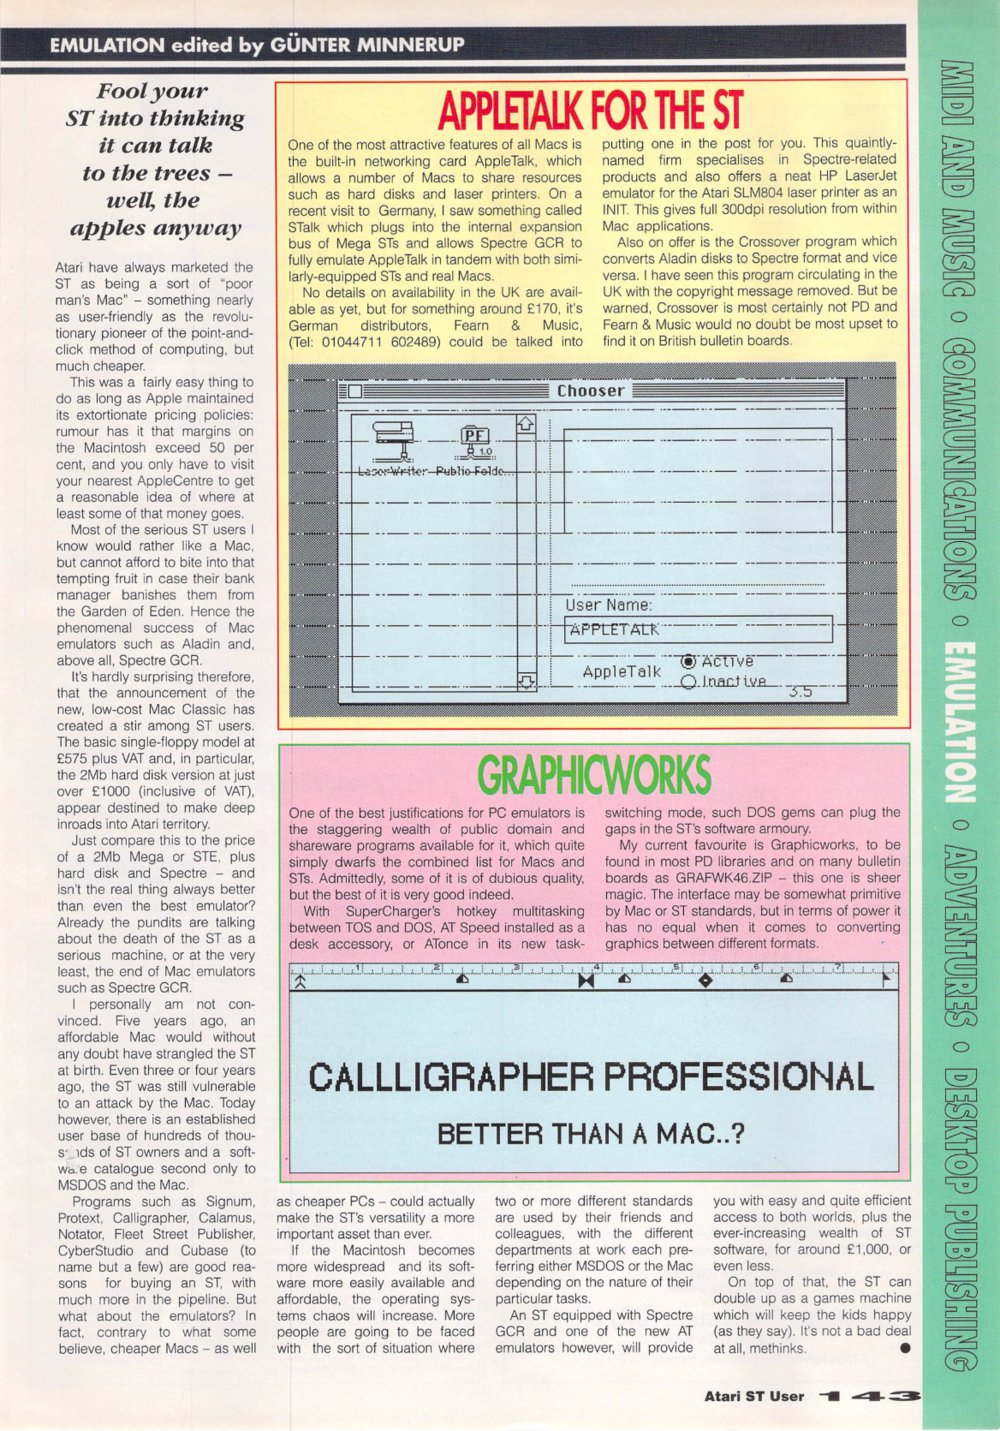 EMULATION edited by GÜNTER MINNERUP
Fool your
ST into thinking
it can talk
to the trees –
well, the
apples anyway
Atari have always marketed the
ST as being a sort of “poor
man's Mac” – something nearly
as user-friendly as the revolu-
tionary pioneer of the point-and-
click method of computing, but
much cheaper.
This was a fairly easy thing to
do as long as Apple maintained
its extortionate pricing policies:
rumour has it that margins on
the Macintosh exceed 50 per
cent, and you only have to visit
your nearest AppleCentre to get
a reasonable idea of where at
least some of that money goes.
Most of the serious ST users I
know would rather like a Mac,
but cannot afford to bite into that
tempting fruit in case their bank
manager banishes them from
the Garden of Eden. Hence the
phenomenal success of Mac
emulators such as Aladin and,
above all, Spectre GCR.
It's hardly surprising therefore,
that the announcement of the
new, low-cost Mac Classic has
created a stir among ST users.
The basic single-floppy model at
£575 plus VAT and, in particular,
the 2Mb hard disk version at just
over £1000 (inclusive of VAT),
appear destined to make deep
inroads into Atari territory.
Just compare this to the price
of a 2Mb Mega or STE, plus
hard disk and Spectre – and
isn't the real thing always better
than even the best emulator?
Already the pundits are talking
about the death of the ST as a
serious machine, or at the very
least, the end of Mac emulators
such as Spectre GCR.
I personally am not con-
vinced. Five years ago, an
affordable Mac would without
any doubt have strangled the ST
at birth. Even three or four years
ago, the ST was still vulnerable
to an attack by the Mac. Today
however, there is an established
user base of hundreds of thou-
sands of ST owners and a soft-
ware catalogue second only to
MSDOS and the Mac.
Programs such as Signum,
Protext, Calligrapher, Calamus,
Notator, Fleet Street Publisher,
CyberStudio and Cubase (to
name but a few) are good rea-
sons for buying an ST, with
much more in the pipeline. But
what about the emulators? In
fact, contrary to what some
believe, cheaper Macs – as well
APPLETALK FOR THE ST
One of the most attractive features of all Macs is
the built-in networking card AppleTalk, which
allows a number of Macs to share resources
such as hard disks and laser printers. On a
recent visit to Germany, I saw something called
STalk which plugs into the internal expansion
bus of Mega STs and allows Spectre GCR to
fully emulate AppleTalk in tandem with both simi-
larly-equipped STs and real Macs.
No details on availability in the UK are avail-
able as yet, but for something around £170, it's
German distributors, Fearn & Music,
(Tel: 01044711 602489) could be talked into
putting one in the post for you. This quaintly-
named firm specialises in Spectre-related
products and also offers a neat HP LaserJet
emulator for the Atari SLM804 laser printer as an
INIT. This gives full 300dpi resolution from within
Mac applications.
Also on offer is the Crossover program which
converts Aladin disks to Spectre format and vice
versa. I have seen this program circulating in the
UK with the copyright message removed. But be
warned, Crossover is most certainly not PD and
Fearn & Music would no doubt be most upset to
find it on British bulletin boards.
Chooser
PF
1.0
LaserWriter Public Folde...
User Name:
APPLETALK
AppleTalk
Active
Inactive
3.5
GRAPHICWORKS
One of the best justifications for PC emulators is
the staggering wealth of public domain and
shareware programs available for it, which quite
simply dwarfs the combined list for Macs and
STs. Admittedly, some of it is of dubious quality,
but the best of it is very good indeed.
With SuperCharger's hotkey multitasking
between TOS and DOS, AT Speed installed as a
desk accessory, or ATonce in its new task-
switching mode, such DOS gems can plug the
gaps in the ST's software armoury.
My current favourite is Graphicworks, to be
found in most PD libraries and on many bulletin
boards as GRAFWK46.ZIP – this one is sheer
magic. The interface may be somewhat primitive
by Mac or ST standards, but in terms of power it
has no equal when it comes to converting
graphics between different formats.
1 2 3 4 5 6 7
CALLLIGRAPHER PROFESSIONAL
BETTER THAN A MAC..?
as cheaper PCs – could actually
make the ST's versatility a more
important asset than ever.
If the Macintosh becomes
more widespread and its soft-
ware more easily available and
affordable, the operating sys-
tems chaos will increase. More
people are going to be faced
with the sort of situation where
two or more different standards
are used by their friends and
colleagues, with the different
departments at work each pre-
ferring either MSDOS or the Mac
depending on the nature of their
particular tasks.
An ST equipped with Spectre
GCR and one of the new AT
emulators however, will provide
you with easy and quite efficient
access to both worlds, plus the
ever-increasing wealth of ST
software, for around £1,000, or
even less.
On top of that, the ST can
double up as a games machine
which will keep the kids happy
(as they say). It's not a bad deal
at all, methinks.
Atari ST User 143
MIDI AND MUSIC ○ COMMUNICATIONS ○ EMULATION ○ ADVENTURES ○ DESKTOP PUBLISHING